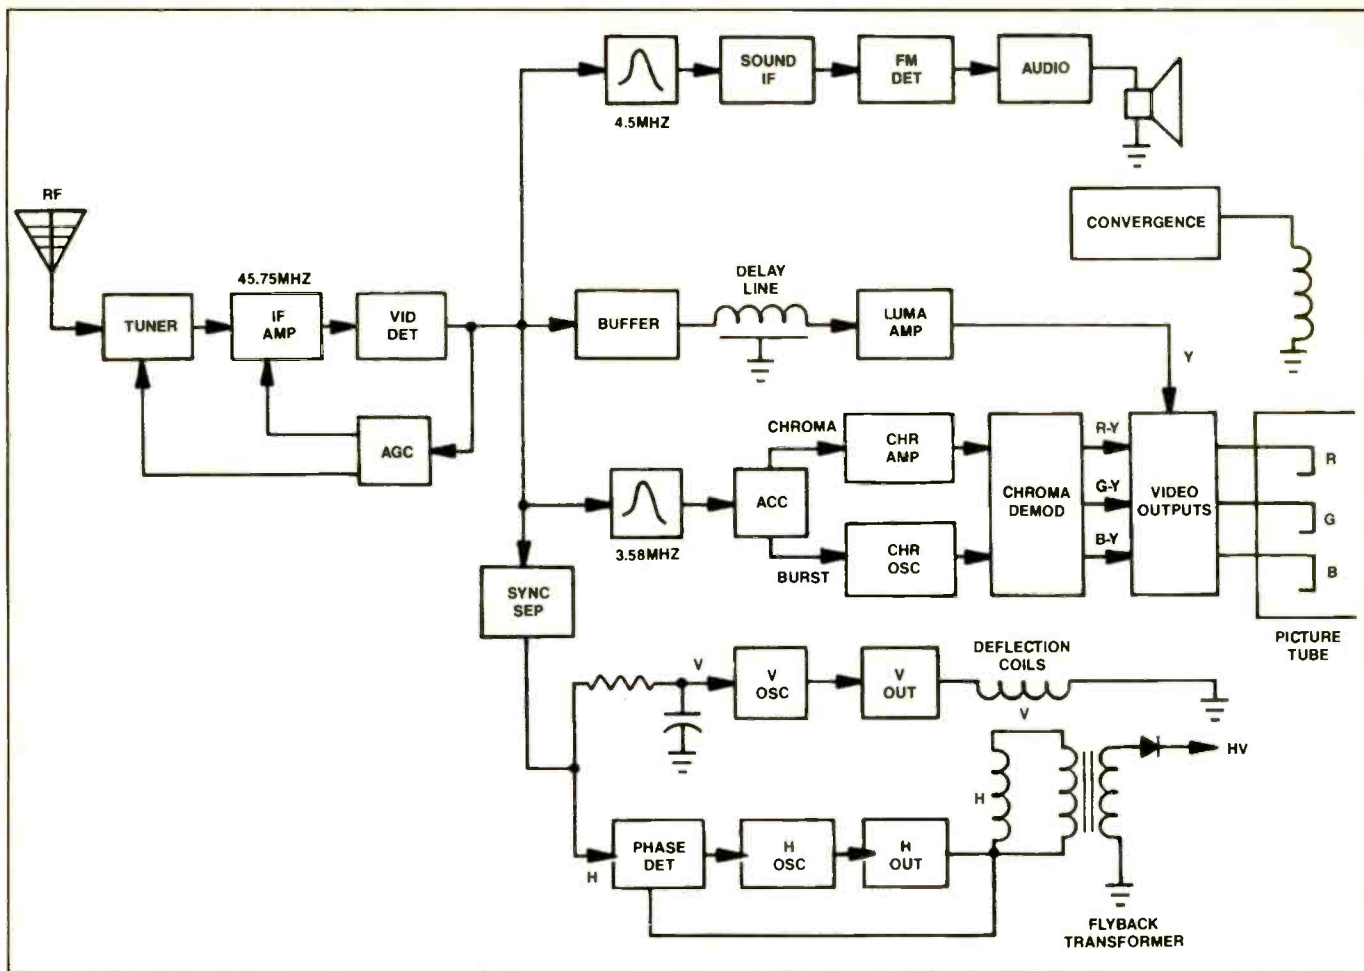 SOUND
IF
FM
DET
AUDIO
4.5MHZ
RF
CONVERGENCE
45.75MHZ
TUNER
IF
AMP
VID
DET
BUFFER
DELAY
LINE
LUMA
AMP
Y
AGC
CHROMA
CHR
AMP
3.58MHZ
ACC
BURST
CHR
OSC
CHROMA
DEMOD
R-Y
G-Y
B-Y
VIDEO
OUTPUTS
R
G
B
PICTURE
TUBE
SYNC
SEP
V
V
OSC
V
OUT
DEFLECTION
COILS
V
H
HV
H
PHASE
DET
H
OSC
H
OUT
FLYBACK
TRANSFORMER